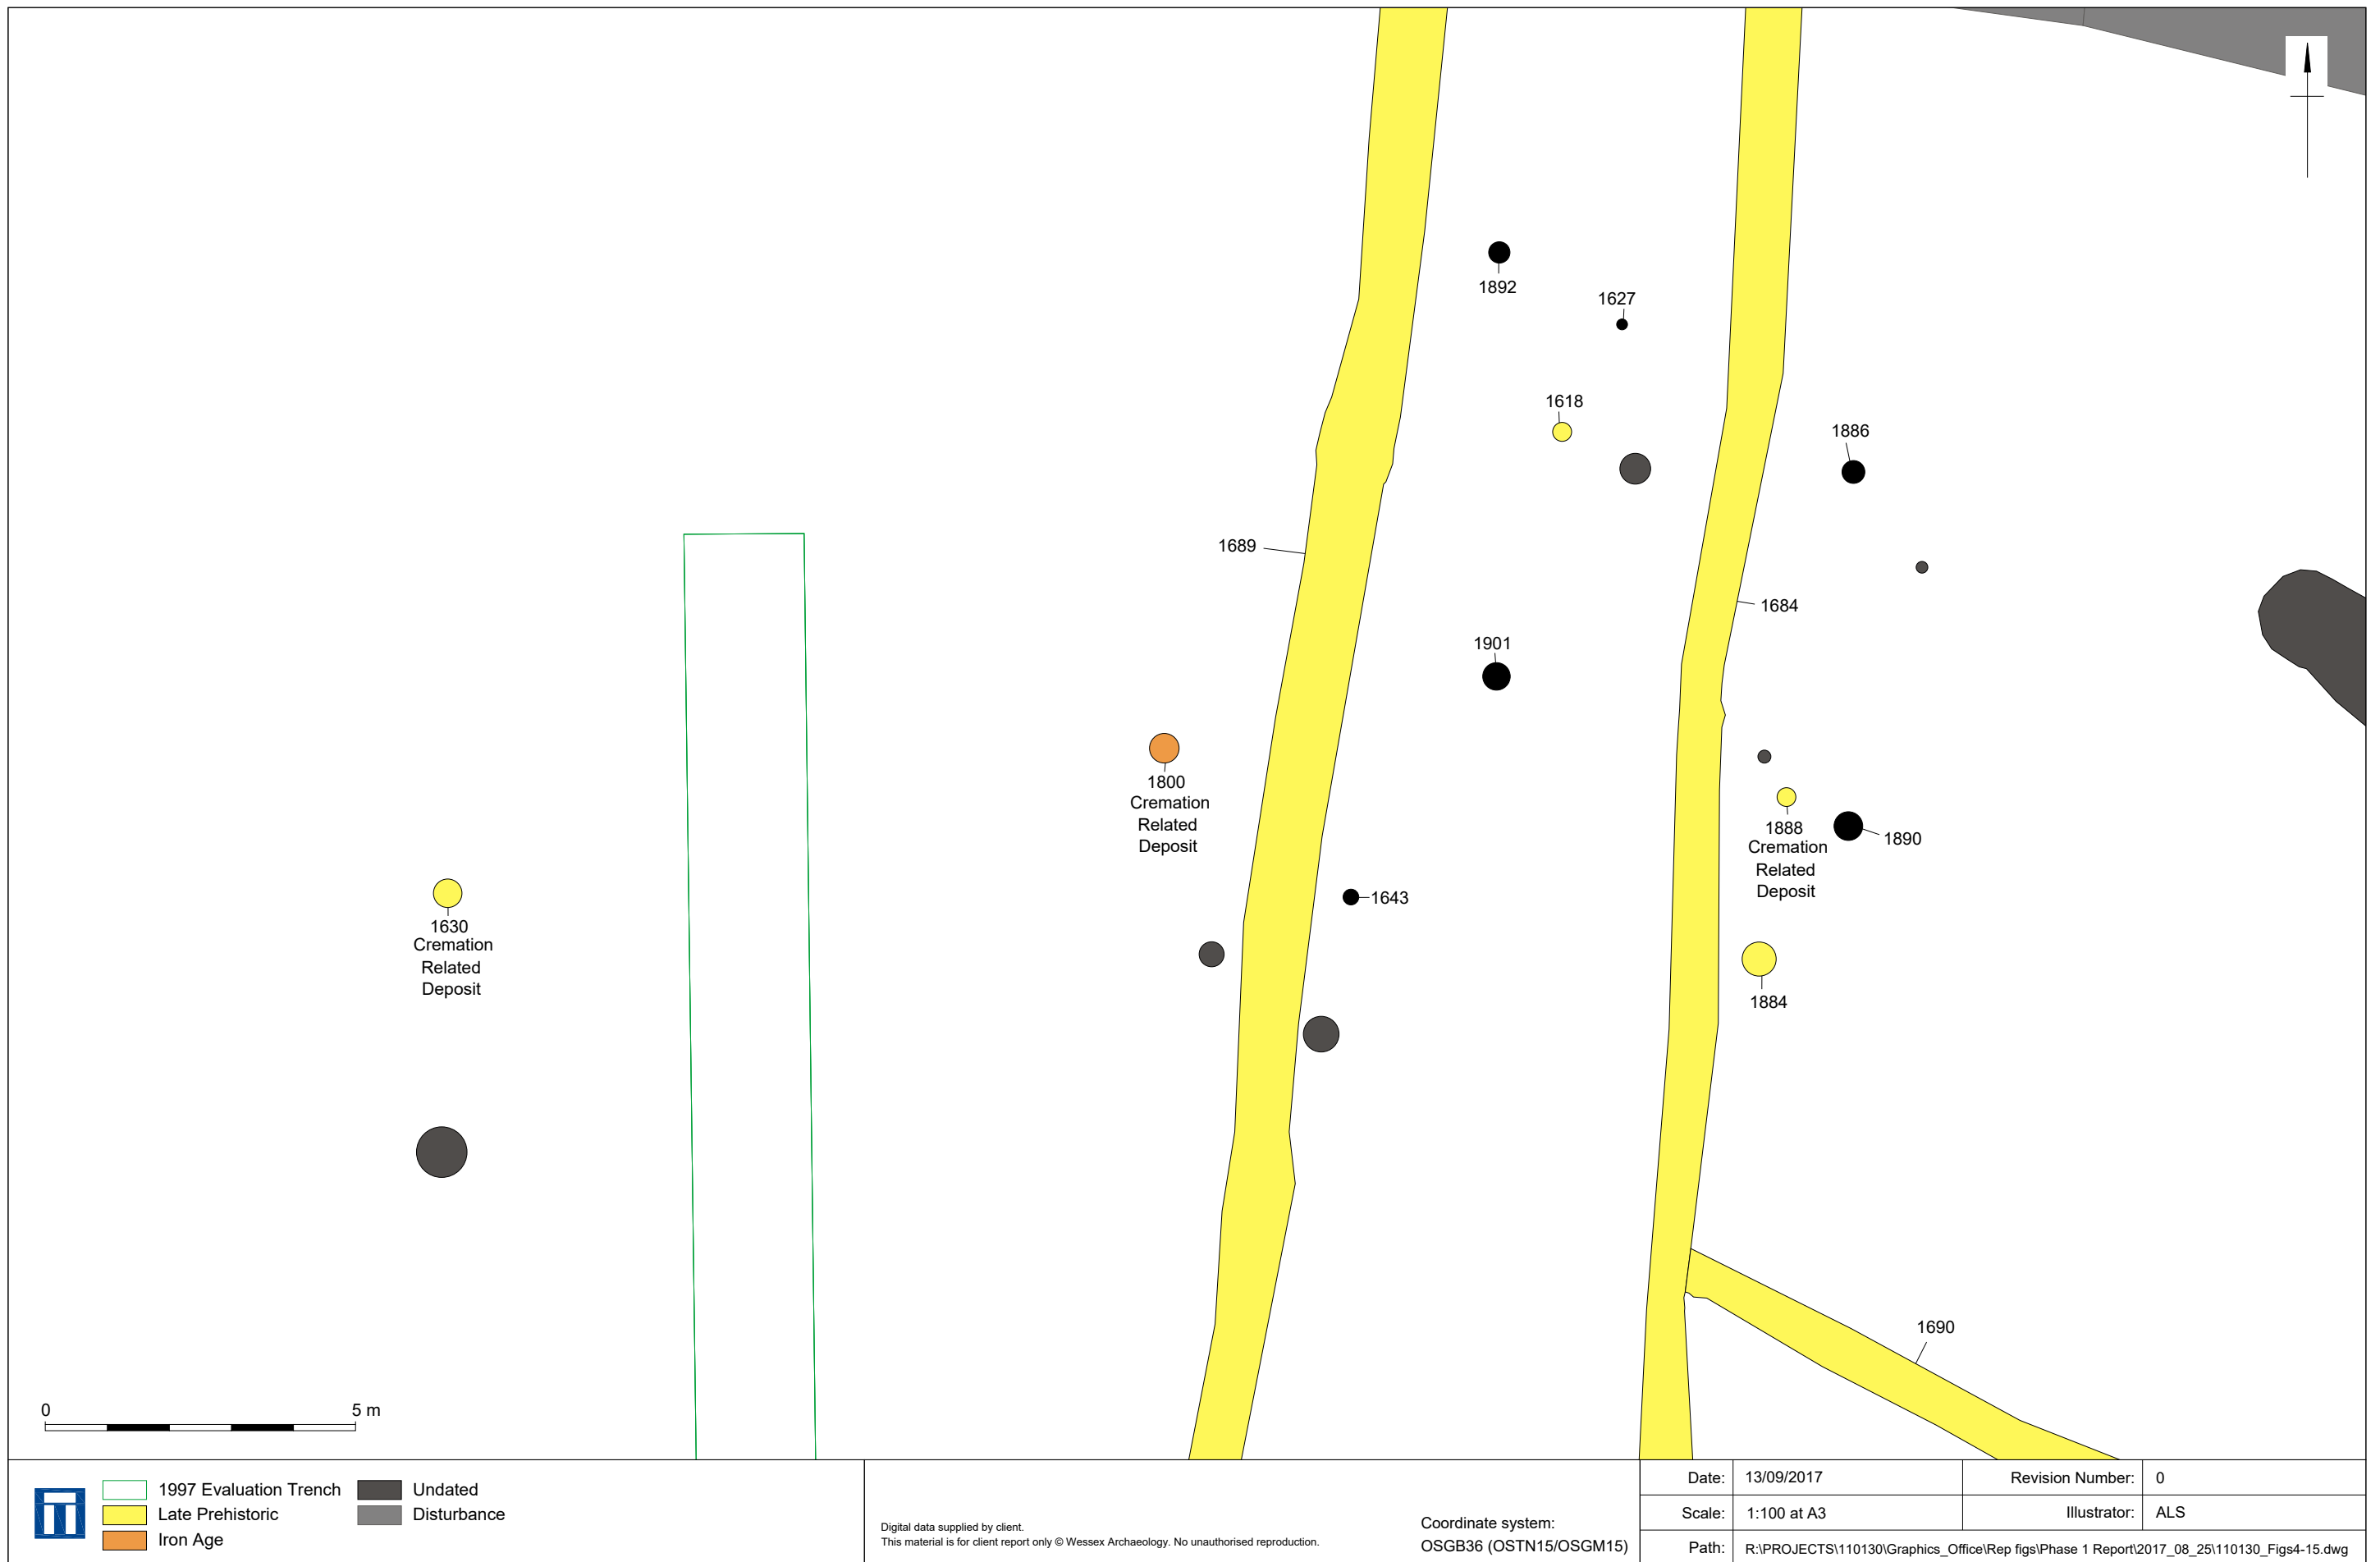 1892
1627
1618
1886
1689
1684
1901
1800
Cremation
Related
Deposit
1888
Cremation
Related
Deposit
1890
1643
1630
Cremation
Related
Deposit
1884
1690
0 5 m
1997 Evaluation Trench
Late Prehistoric
Iron Age
Undated
Disturbance
Digital data supplied by client.
This material is for client report only © Wessex Archaeology. No unauthorised reproduction.
Coordinate system:
OSGB36 (OSTN15/OSGM15)
Date: 13/09/2017 Revision Number: 0
Scale: 1:100 at A3 Illustrator: ALS
Path: R:\PROJECTS\110130\Graphics_Office\Rep figs\Phase 1 Report\2017_08_25\110130_Figs4-15.dwg